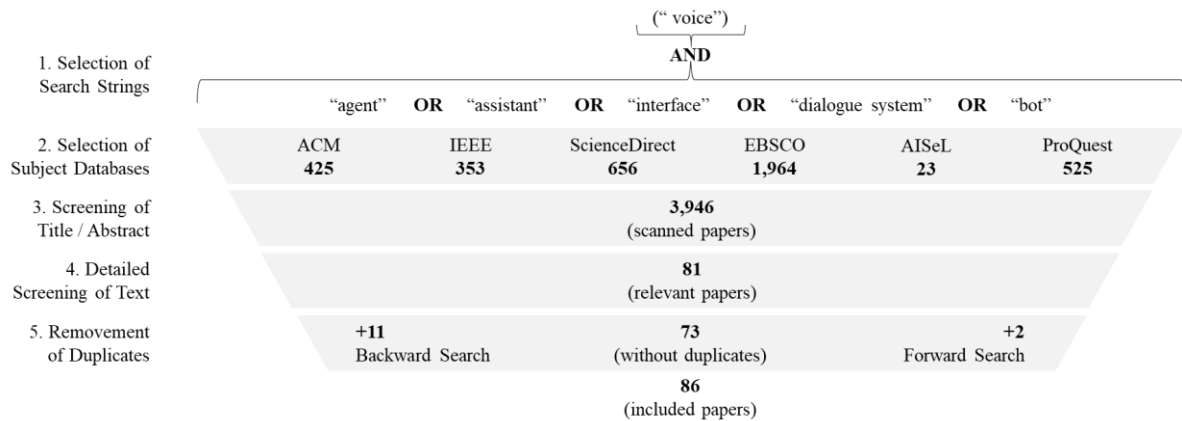 (“ voice”)
AND
1. Selection of
Search Strings
“agent” OR “assistant” OR “interface” OR “dialogue system” OR “bot”
2. Selection of
Subject Databases
ACM IEEE ScienceDirect EBSCO AISeL ProQuest
425 353 656 1,964 23 525
3. Screening of
Title / Abstract
3,946
(scanned papers)
4. Detailed
Screening of Text
81
(relevant papers)
5. Removement
of Duplicates
+11 73 +2
Backward Search (without duplicates) Forward Search
86
(included papers)